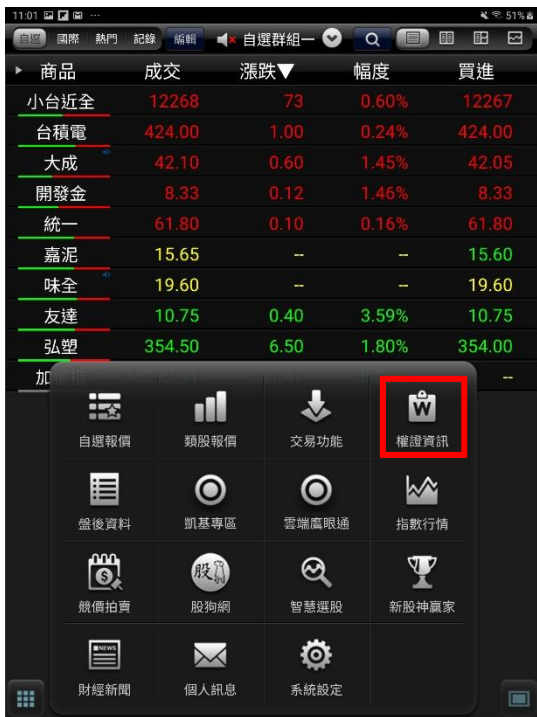 11:01 51%
自選 國際 熱門 記錄 編輯 自選群組一
商品 成交 漲跌▼ 幅度 買進
小台近全 12268 73 0.60% 12267
台積電 424.00 1.00 0.24% 424.00
大成 42.10 0.60 1.45% 42.05
開發金 8.33 0.12 1.46% 8.33
統一 61.80 0.10 0.16% 61.80
嘉泥 15.65 -- -- 15.60
味全 19.60 -- -- 19.60
友達 10.75 0.40 3.59% 10.75
弘塑 354.50 6.50 1.80% 354.00
加 --
W
自選報價 類股報價 交易功能 權證資訊
盤後資料 凱基專區 雲端鷹眼通 指數行情
股
競價拍賣 股狗網 智慧選股 新股神贏家
NEWS
財經新聞 個人訊息 系統設定